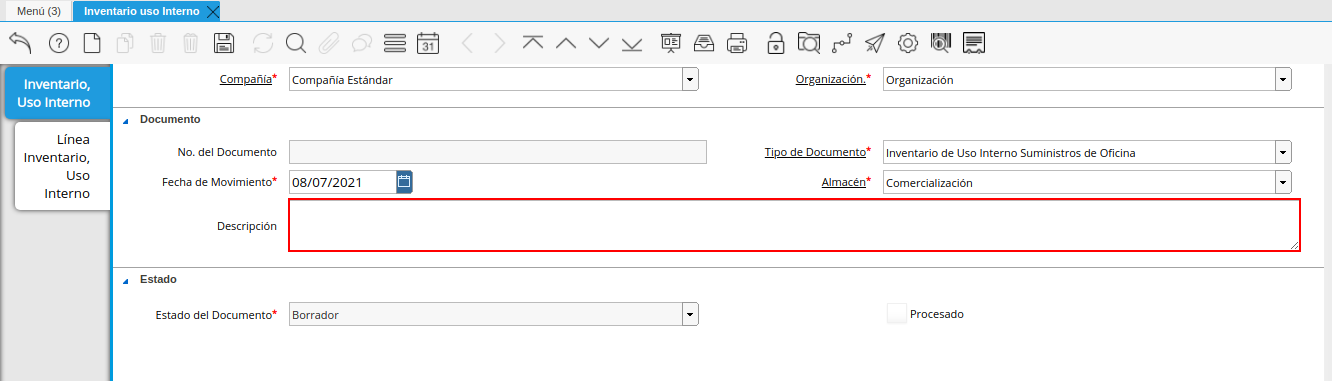 Menú (3)
Inventario uso Interno
31
Inventario,
Uso Interno
Línea
Inventario,
Uso
Interno
Compañía* Compañía Estándar
Organización.* Organización
Documento
No. del Documento
Tipo de Documento* Inventario de Uso Interno Suministros de Oficina
Fecha de Movimiento* 08/07/2021
Almacén* Comercialización
Descripción
Estado
Estado del Documento* Borrador
Procesado